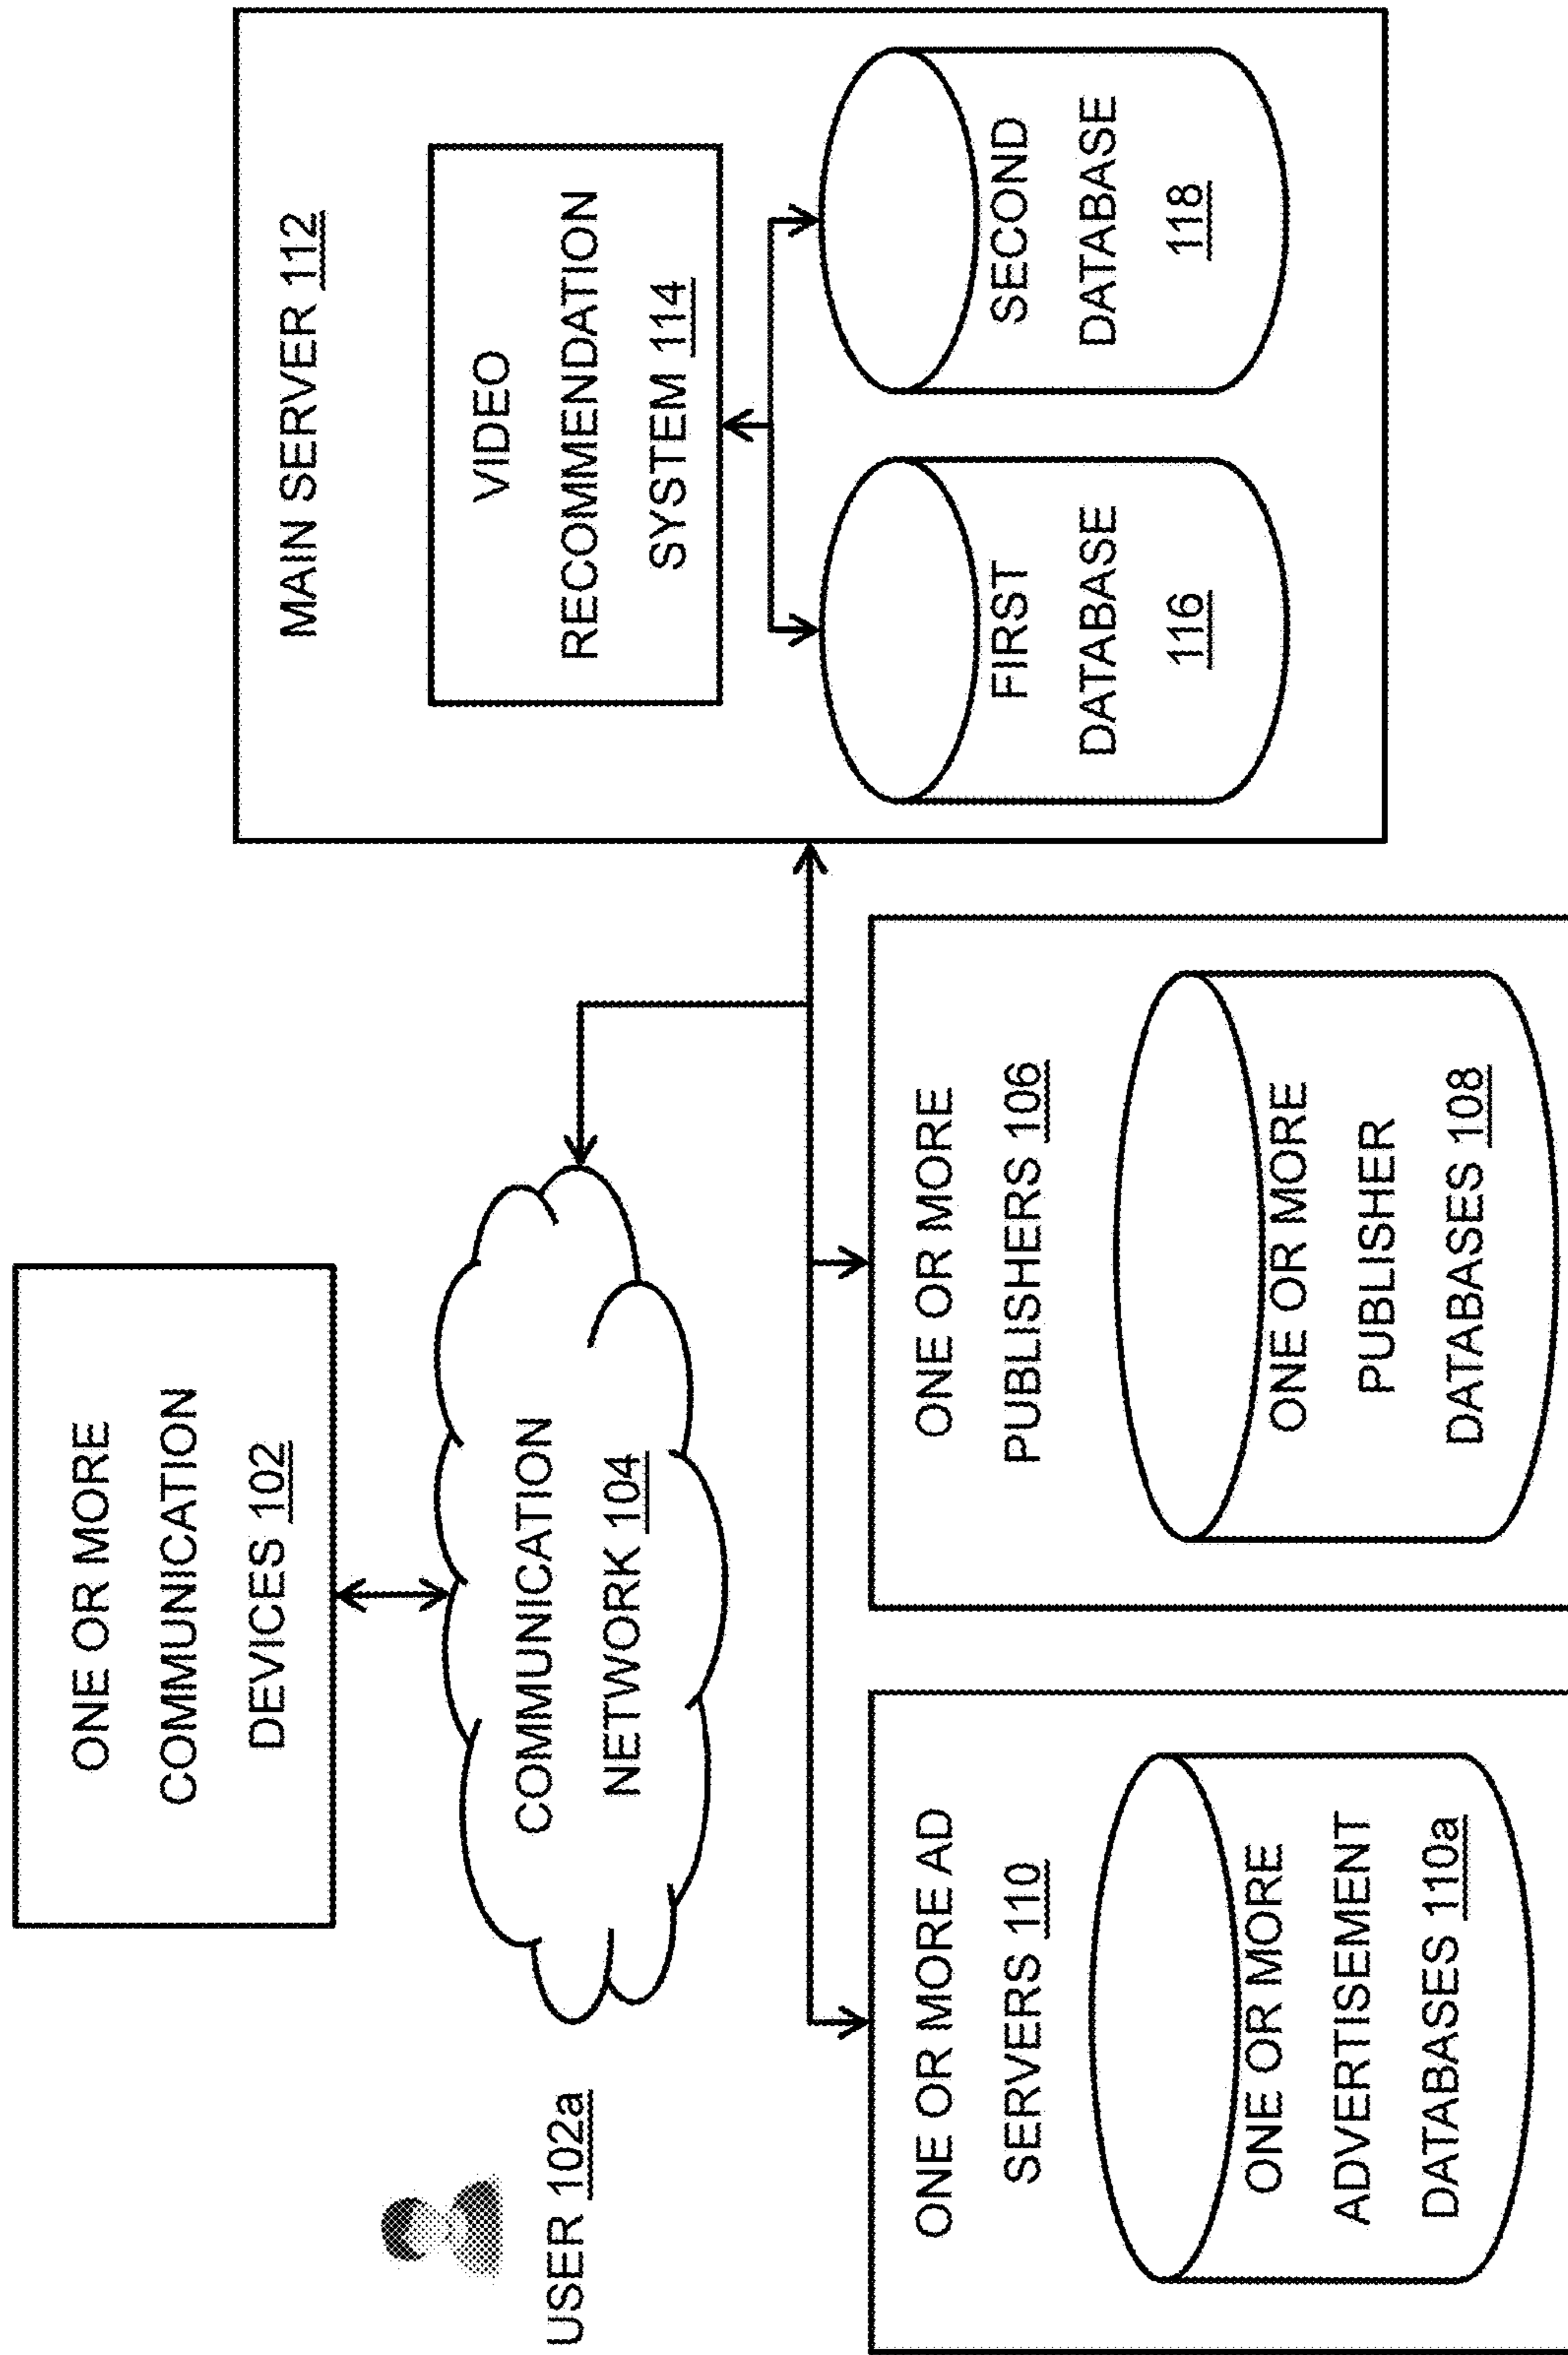 ONE OR MORE
COMMUNICATION
DEVICES 102
USER 102a
COMMUNICATION
NETWORK 104
MAIN SERVER 112
VIDEO
RECOMMENDATION
SYSTEM 114
FIRST
DATABASE
116
SECOND
DATABASE
118
ONE OR MORE AD
SERVERS 110
ONE OR MORE
ADVERTISEMENT
DATABASES 110a
ONE OR MORE
PUBLISHERS 106
ONE OR MORE
PUBLISHER
DATABASES 108